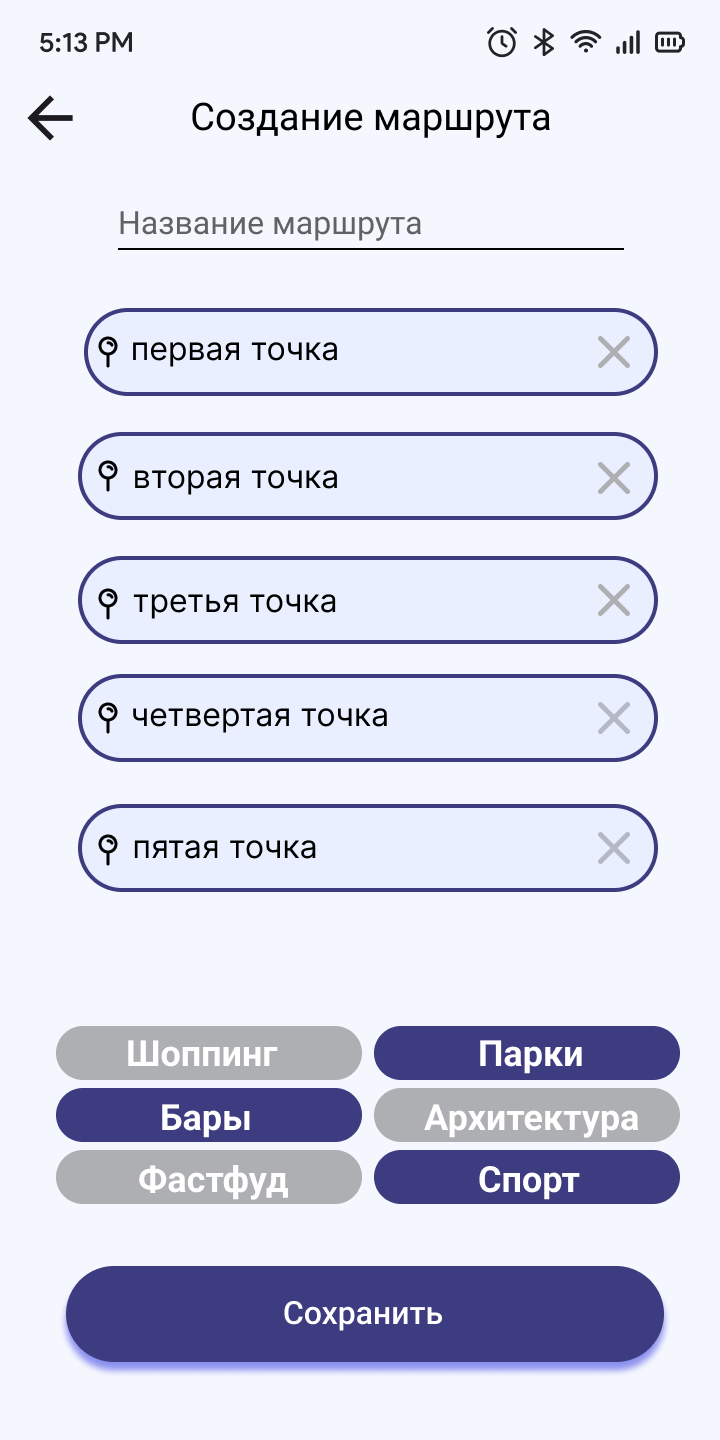 5:13 PM
Создание маршрута
Название маршрута
первая точка
вторая точка
третья точка
четвертая точка
пятая точка
Шоппинг
Парки
Бары
Архитектура
Фастфуд
Спорт
Сохранить